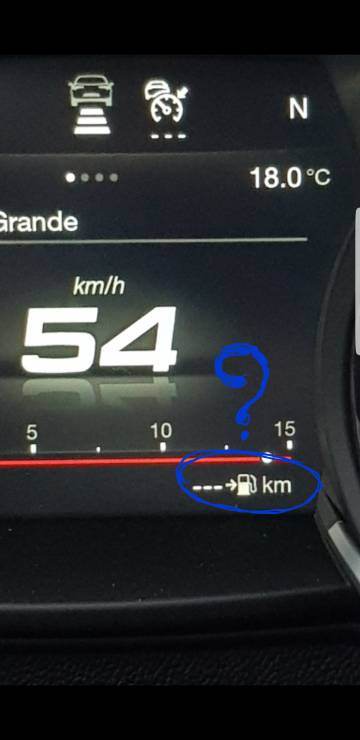 N
18.0°C
Grande
km/h
54
5 10 15
?
---→ km